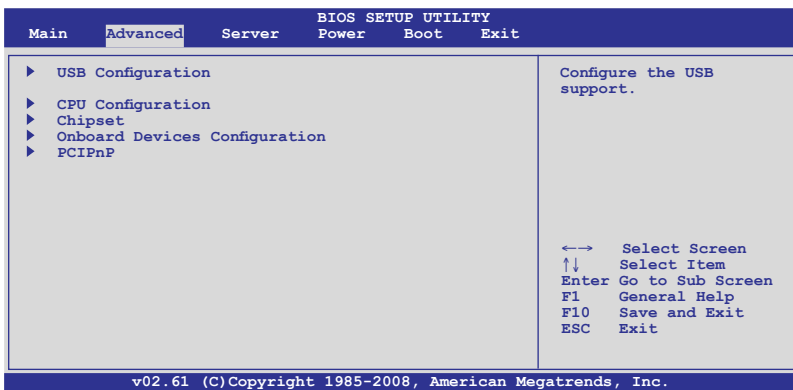 BIOS SETUP UTILITY
Main Advanced Server Power Boot Exit
USB Configuration
CPU Configuration
Chipset
Onboard Devices Configuration
PCIPnP
Configure the USB
support.
←→ Select Screen
↑↓ Select Item
Enter Go to Sub Screen
F1 General Help
F10 Save and Exit
ESC Exit
v02.61 (C)Copyright 1985-2008, American Megatrends, Inc.